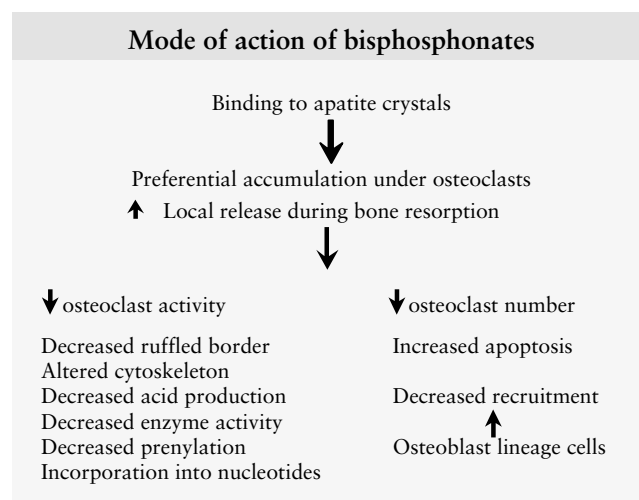 Mode of action of bisphosphonates
Binding to apatite crystals
Preferential accumulation under osteoclasts
Local release during bone resorption
osteoclast activity
Decreased ruffled border
Altered cytoskeleton
Decreased acid production
Decreased enzyme activity
Decreased prenylation
Incorporation into nucleotides
osteoclast number
Increased apoptosis
Decreased recruitment
Osteoblast lineage cells